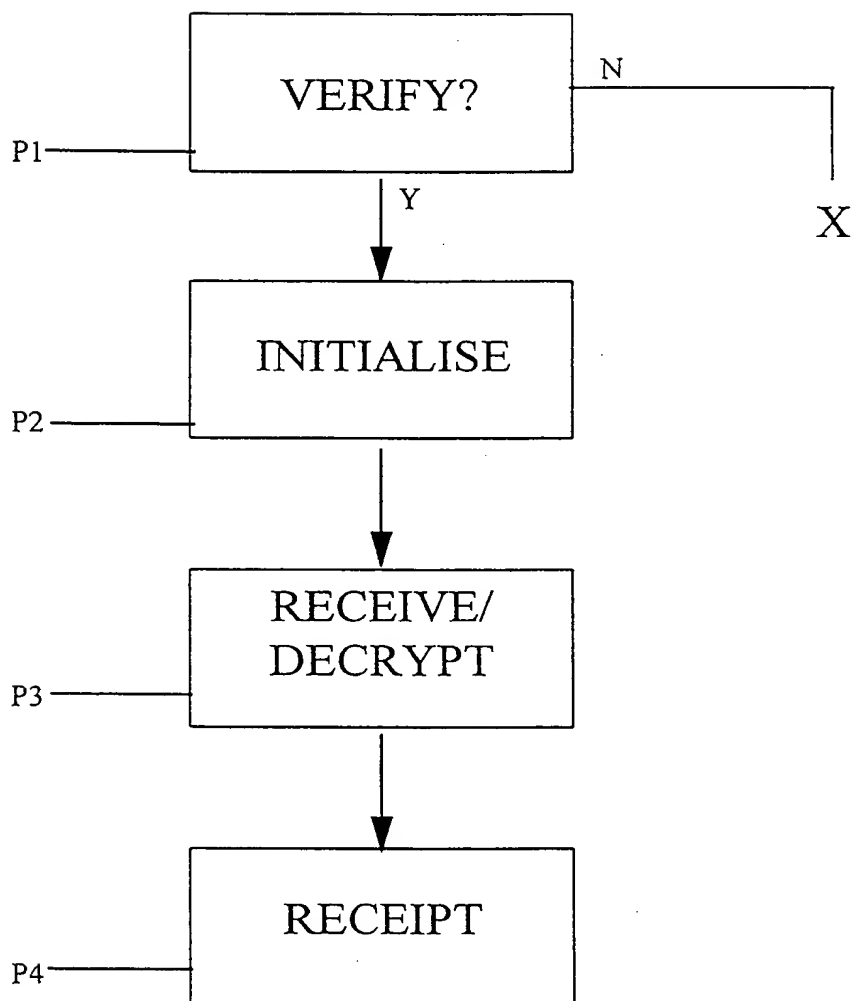 VERIFY?
N
P1
Y
X
INITIALISE
P2
RECEIVE/
DECRYPT
P3
RECEIPT
P4